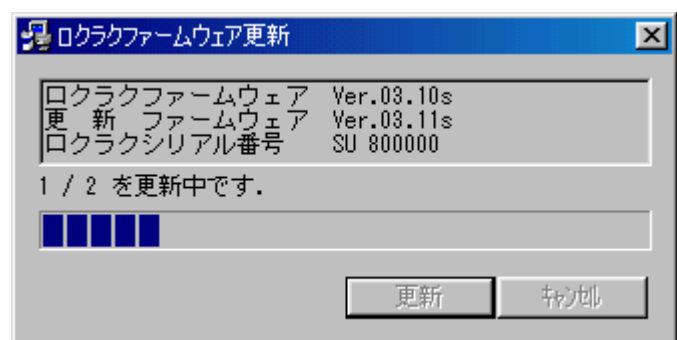 ロクラクファームウェア更新
ロクラクファームウェア Ver.03.10s
更 新 ファームウェア Ver.03.11s
ロクラクシリアル番号 SU 800000
1 / 2 を更新中です.
更新 ｷｬﾝｾﾙ